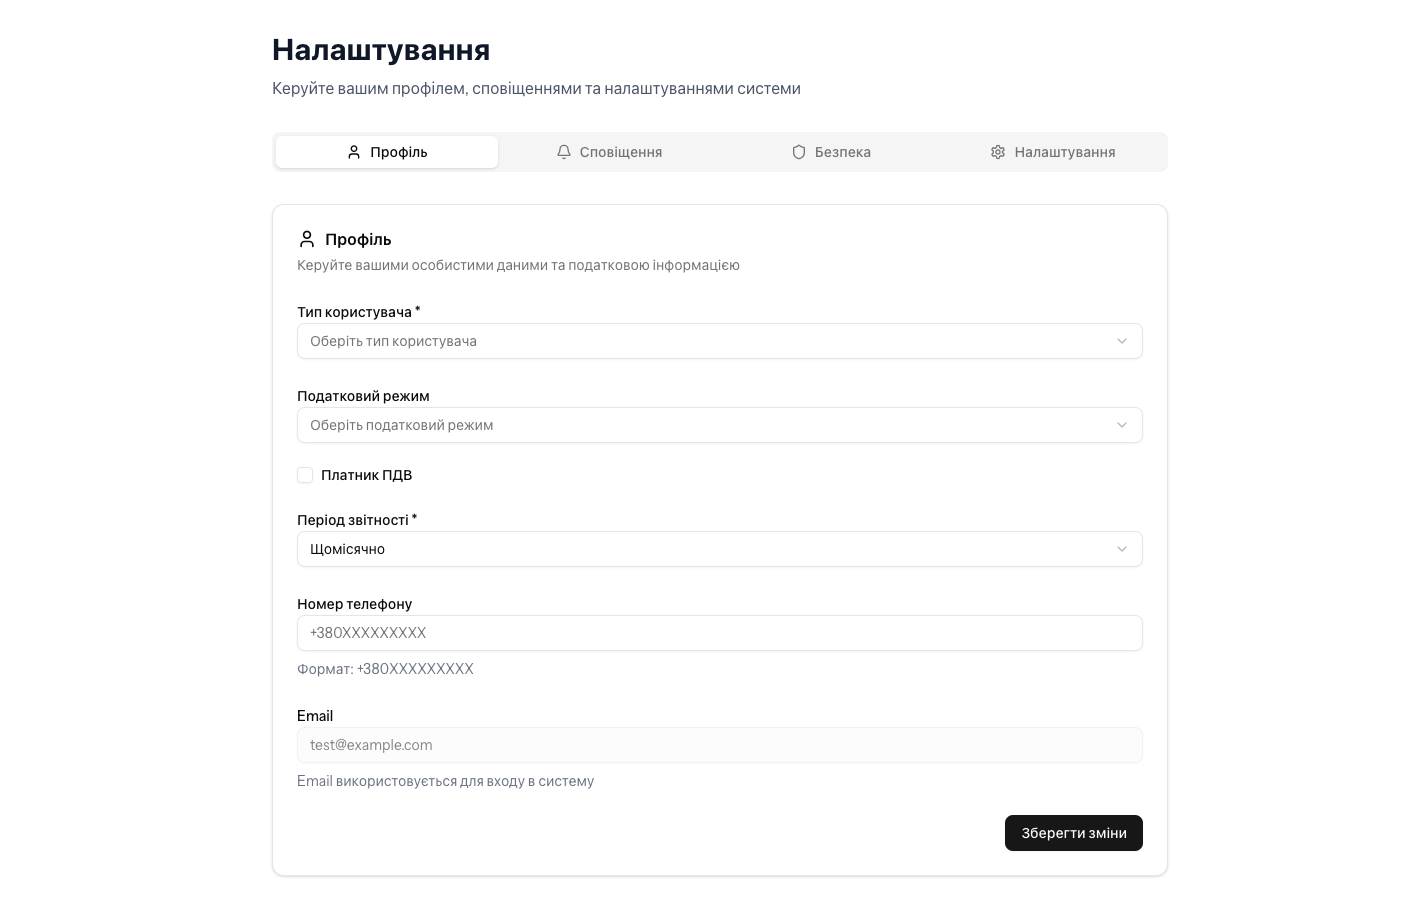 Налаштування
Керуйте вашим профілем, сповіщеннями та налаштуваннями системи
Профіль
Сповіщення
Безпека
Налаштування
Профіль
Керуйте вашими особистими даними та податковою інформацією
Тип користувача *
Оберіть тип користувача
Податковий режим
Оберіть податковий режим
Платник ПДВ
Період звітності *
Щомісячно
Номер телефону
+380XXXXXXXXX
Формат: +380XXXXXXXXX
Email
test@example.com
Email використовується для входу в систему
Зберегти зміни